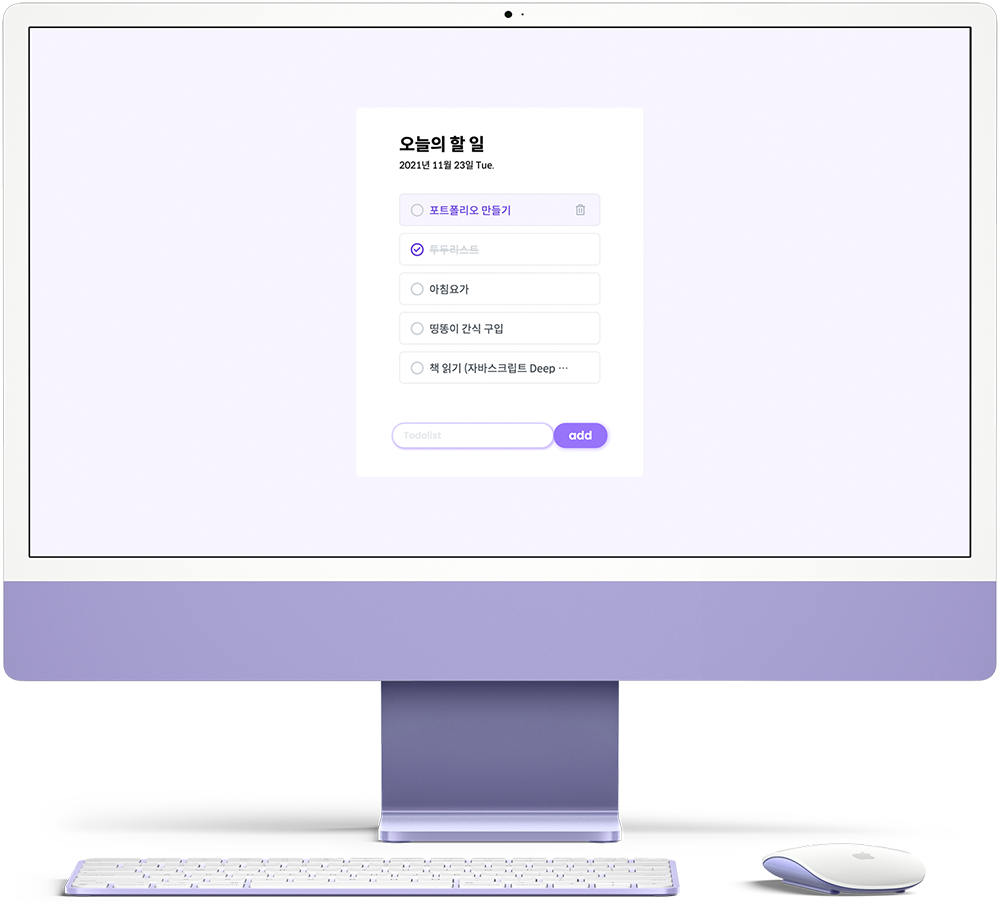 오늘의 할 일
2021년 11월 23일 Tue.
포트폴리오 만들기
투두리스트
아침요가
띵똥이 간식 구입
책 읽기 (자바스크립트 Deep ···
Todolist
add